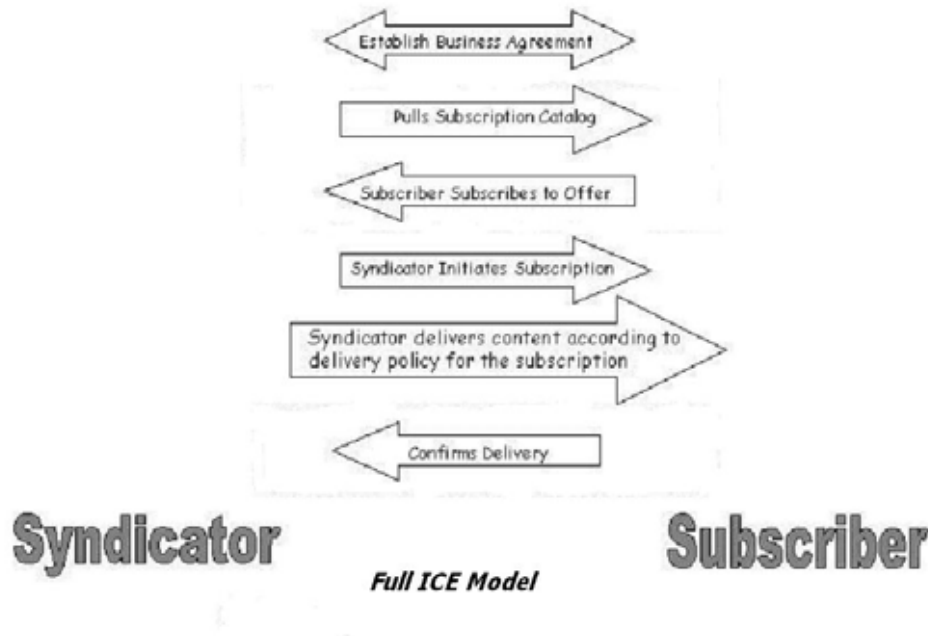 Establish Business Agreement
Pulls Subscription Catalog
Subscriber Subscribes to Offer
Syndicator Initiates Subscription
Syndicator delivers content according to
delivery policy for the subscription
Confirms Delivery
Syndicator
Subscriber
Full ICE Model